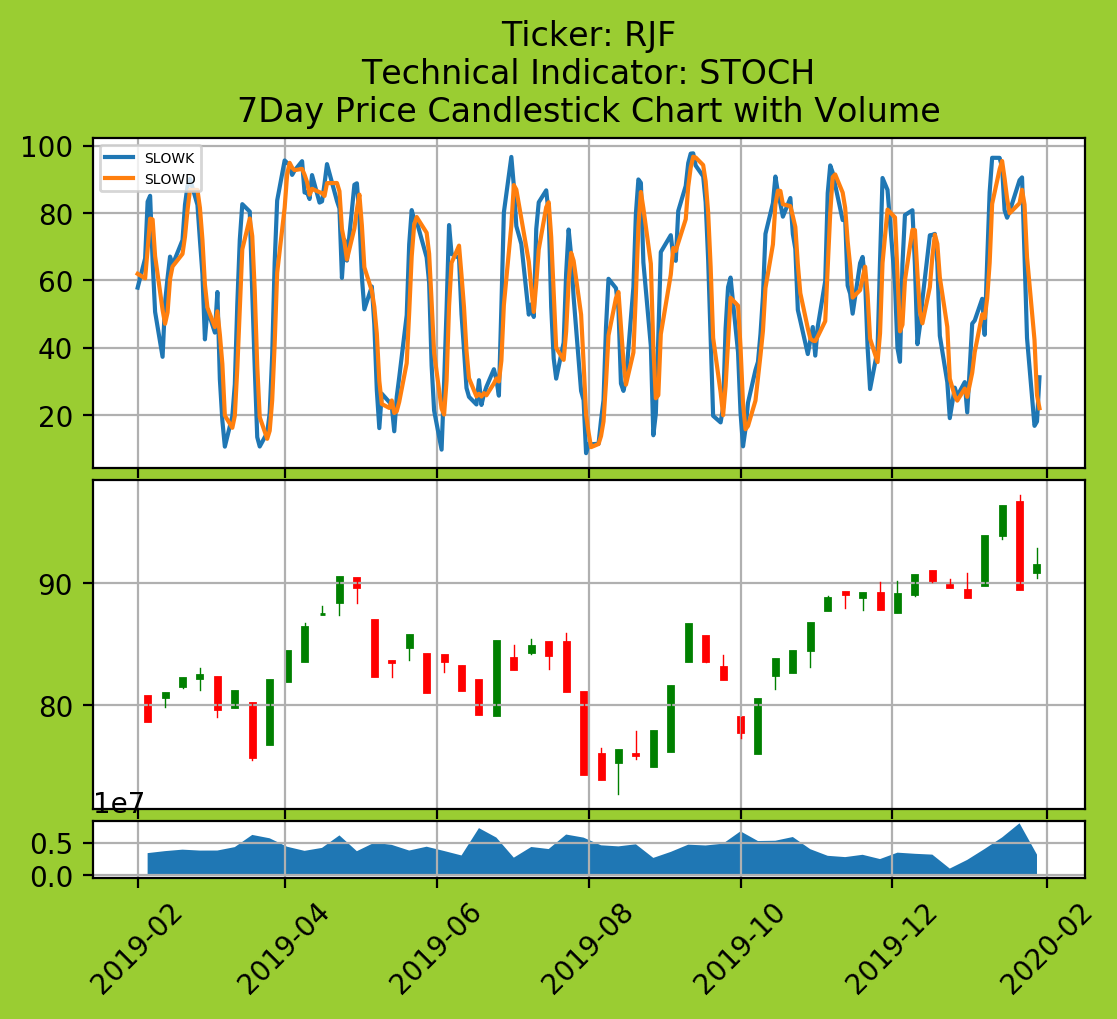 Ticker: RJF
Technical Indicator: STOCH
7Day Price Candlestick Chart with Volume
100
80
60
40
20
SLOWK
SLOWD
90
80
1e7
0.5
0.0
2019-02
2019-04
2019-06
2019-08
2019-10
2019-12
2020-02